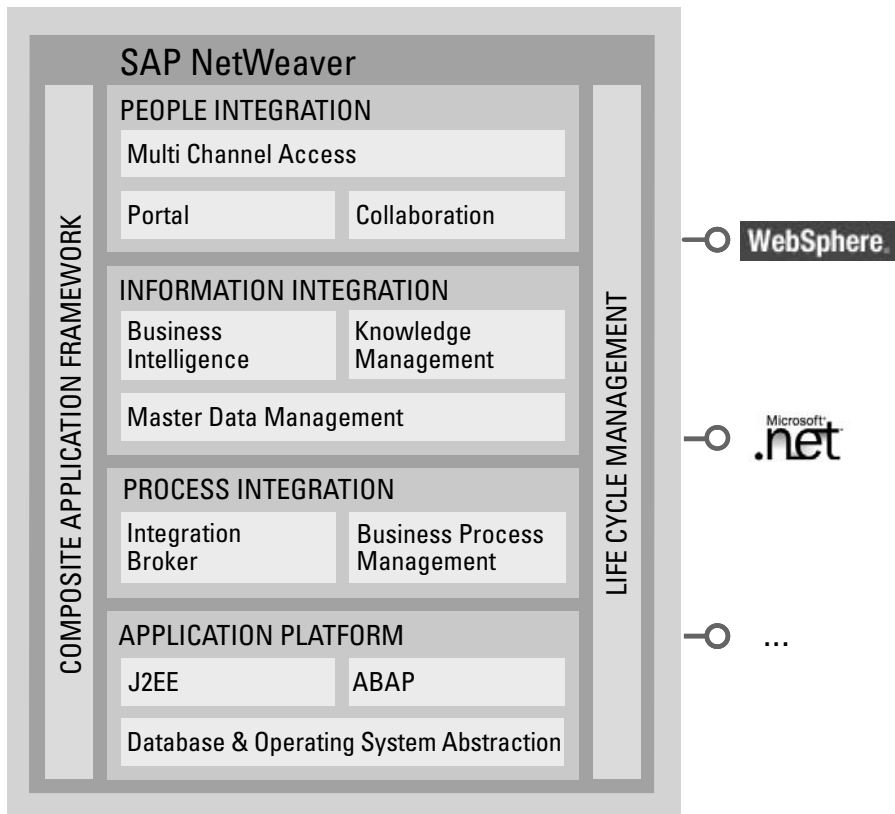 SAP NetWeaver
COMPOSITE APPLICATION FRAMEWORK
PEOPLE INTEGRATION
Multi Channel Access
Portal
Collaboration
INFORMATION INTEGRATION
Business
Intelligence
Knowledge
Management
Master Data Management
PROCESS INTEGRATION
Integration
Broker
Business Process
Management
APPLICATION PLATFORM
J2EE
ABAP
Database & Operating System Abstraction
LIFE CYCLE MANAGEMENT
WebSphere.
Microsoft
.net
...